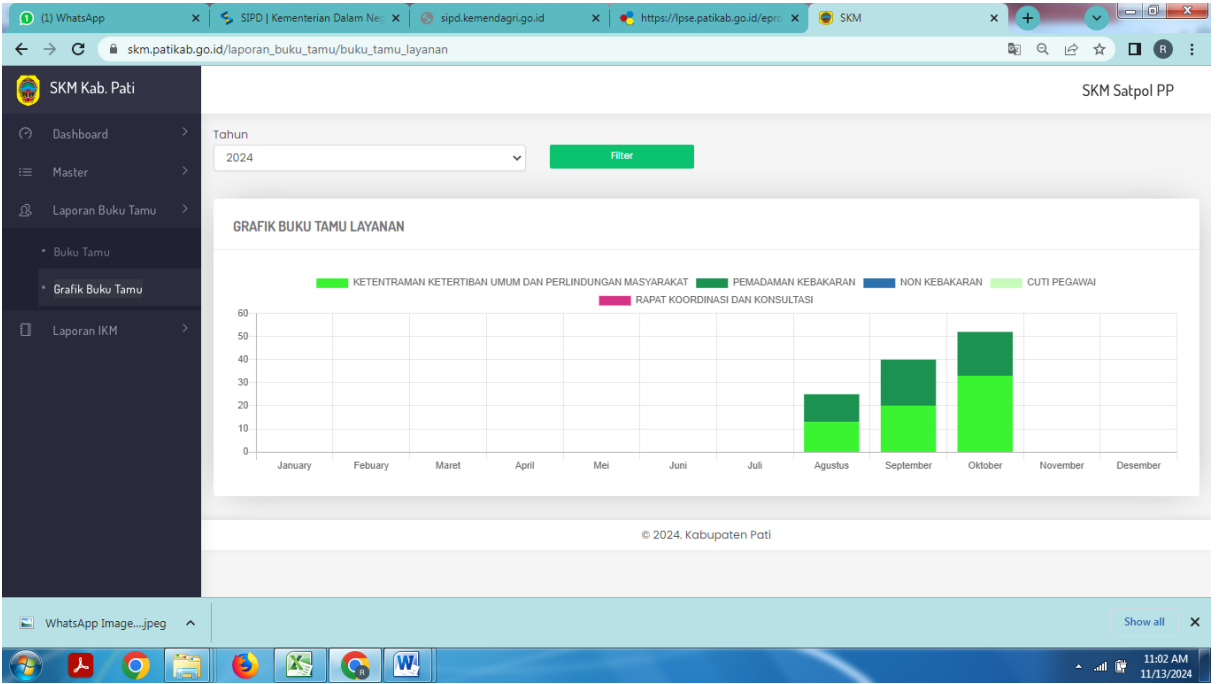 (1) WhatsApp
SIPD | Kementerian Dalam Neg
sipd.kemendagri.go.id
https://lpse.patikab.go.id/epro
SKM
skm.patikab.go.id/laporan_buku_tamu/buku_tamu_layanan
R
SKM Kab. Pati
SKM Satpol PP
Dashboard
Master
Laporan Buku Tamu
Buku Tamu
Grafik Buku Tamu
Laporan IKM
Tahun
2024
Filter
GRAFIK BUKU TAMU LAYANAN
KETENTRAMAN KETERTIBAN UMUM DAN PERLINDUNGAN MASYARAKAT PEMADAMAN KEBAKARAN NON KEBAKARAN CUTI PEGAWAI
RAPAT KOORDINASI DAN KONSULTASI
60
50
40
30
20
10
0
January Febuary Maret April Mei Juni Juli Agustus September Oktober November Desember
© 2024. Kabupaten Pati
WhatsApp Image....jpeg
Show all
11:02 AM
11/13/2024